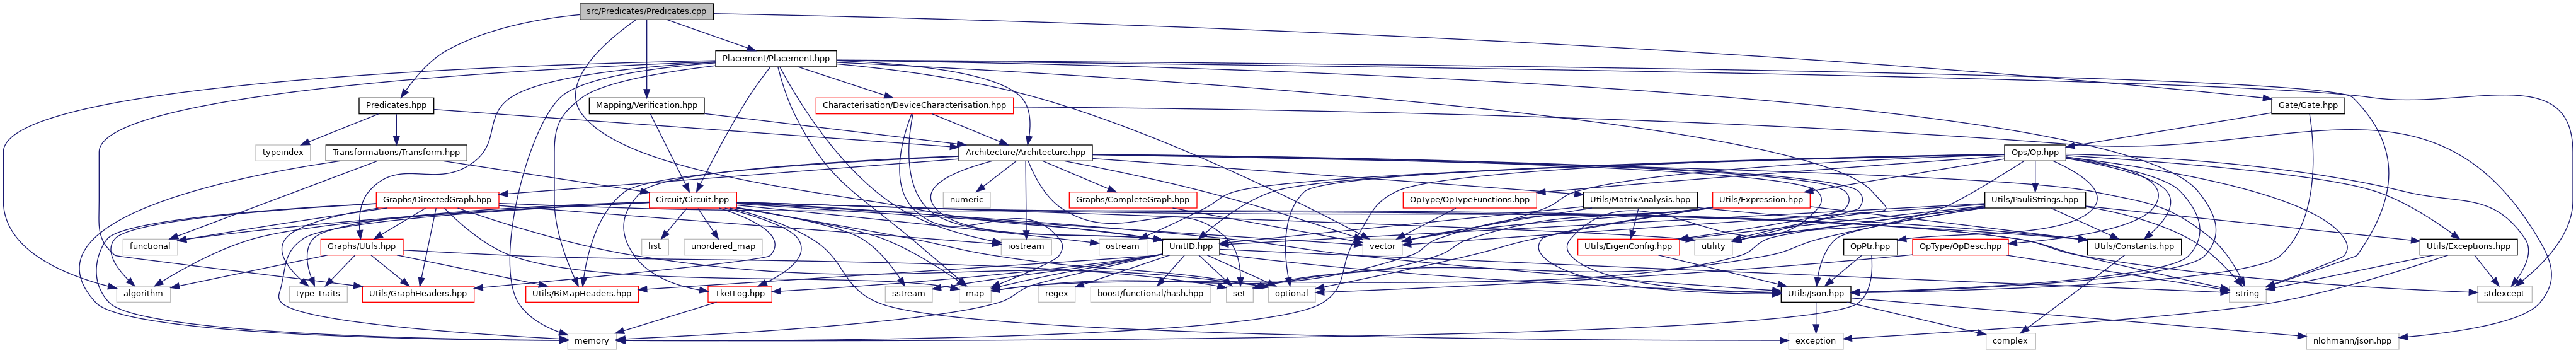 src/Predicates/Predicates.cpp
Placement/Placement.hpp
Predicates.hpp
Mapping/Verification.hpp
Characterisation/DeviceCharacterisation.hpp
Gate/Gate.hpp
typeindex
Transformations/Transform.hpp
Architecture/Architecture.hpp
Ops/Op.hpp
Graphs/DirectedGraph.hpp
Circuit/Circuit.hpp
numeric
Graphs/CompleteGraph.hpp
OpType/OpTypeFunctions.hpp
Utils/MatrixAnalysis.hpp
Utils/Expression.hpp
Utils/PauliStrings.hpp
functional
Graphs/Utils.hpp
list
unordered_map
iostream
ostream
UnitID.hpp
vector
Utils/EigenConfig.hpp
utility
OpPtr.hpp
OpType/OpDesc.hpp
Utils/Constants.hpp
Utils/Exceptions.hpp
algorithm
type_traits
Utils/GraphHeaders.hpp
Utils/BiMapHeaders.hpp
TketLog.hpp
sstream
map
regex
boost/functional/hash.hpp
set
optional
Utils/Json.hpp
string
stdexcept
memory
exception
complex
nlohmann/json.hpp